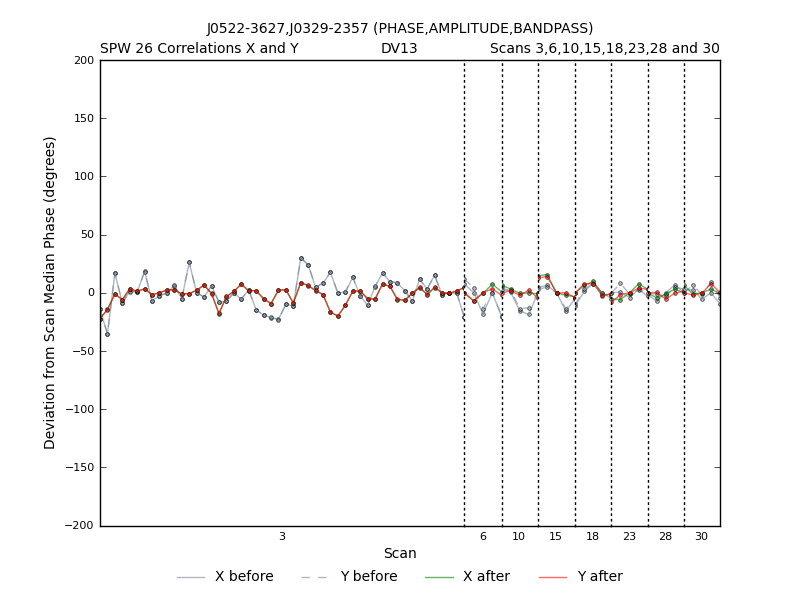 J0522-3627,J0329-2357 (PHASE,AMPLITUDE,BANDPASS)
SPW 26 Correlations X and Y DV13 Scans 3,6,10,15,18,23,28 and 30
200
150
100
50
0
−50
−100
−150
−200
Deviation from Scan Median Phase (degrees)
3 6 10 15 18 23 28 30
Scan
X before Y before X after Y after